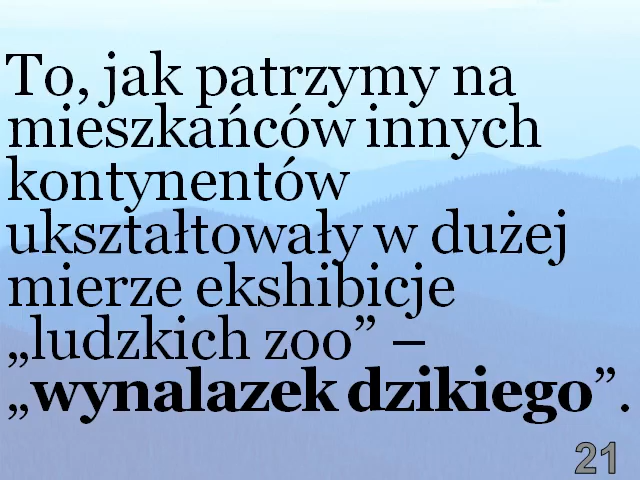 To, jak patrzymy na
mieszkańców innych
kontynentów
ukształtowały w dużej
mierze ekshibicje
„ludzkich zoo” –
„wynalazek dzikiego”.
21